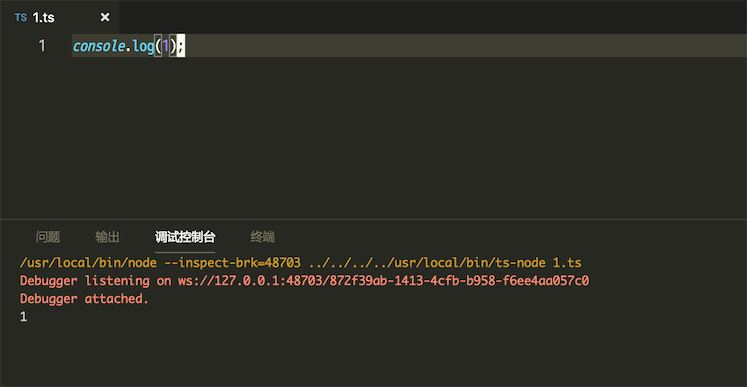 TS 1.ts ×
1 console.log(1);
问题 输出 调试控制台 终端
/usr/local/bin/node --inspect-brk=48703 ../../../../usr/local/bin/ts-node 1.ts
Debugger listening on ws://127.0.0.1:48703/872f39ab-1413-4cfb-b958-f6ee4aa057c0
Debugger attached.
1